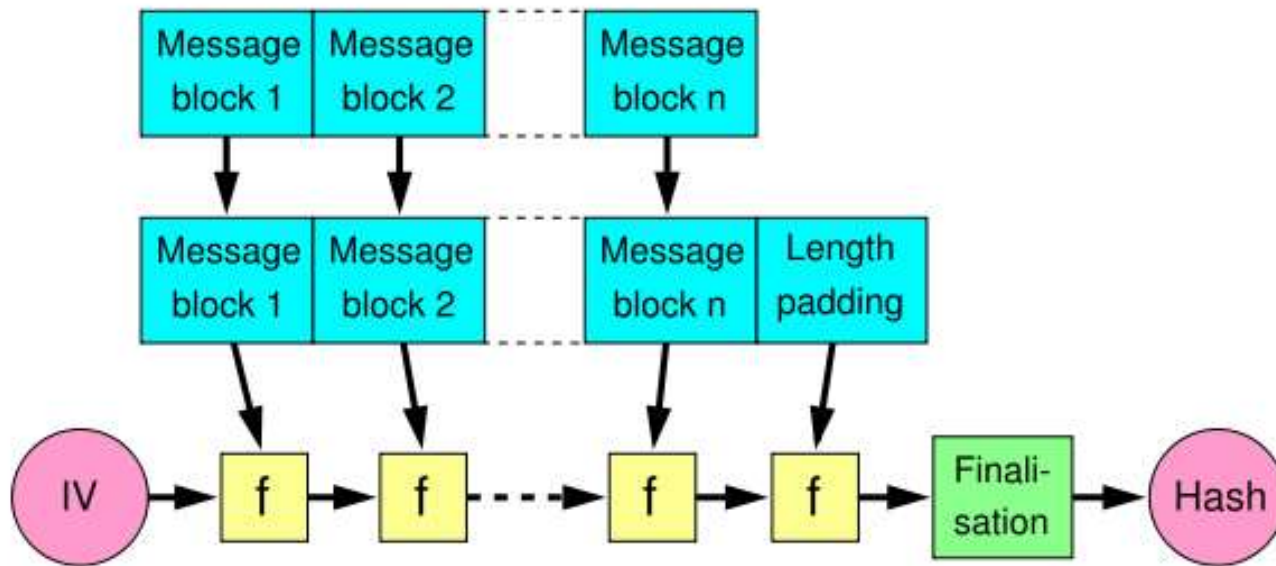 Message
block 1
Message
block 2
Message
block n
Message
block 1
Message
block 2
Message
block n
Length
padding
IV
f
f
f
f
Finali-
sation
Hash